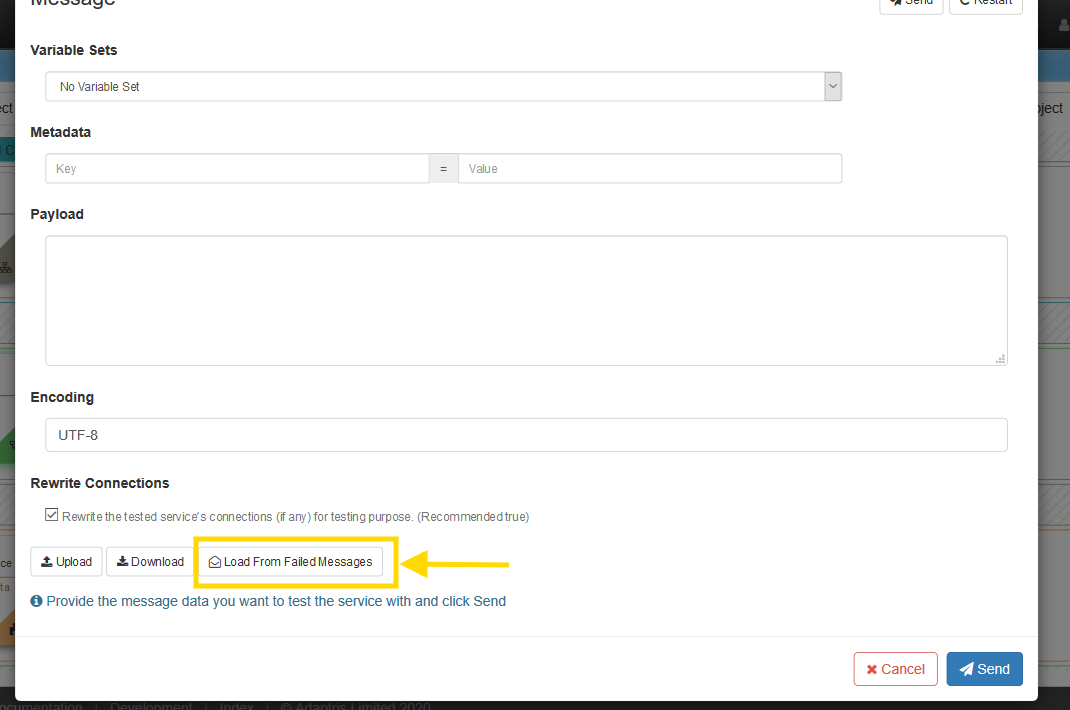 Message
Send
Restart
Variable Sets
No Variable Set
Metadata
Key = Value
Payload
Encoding
UTF-8
Rewrite Connections
Rewrite the tested service's connections (if any) for testing purpose. (Recommended true)
Upload Download Load From Failed Messages
Provide the message data you want to test the service with and click Send
Cancel Send
Development | Index | © Adaptris Limited 2020